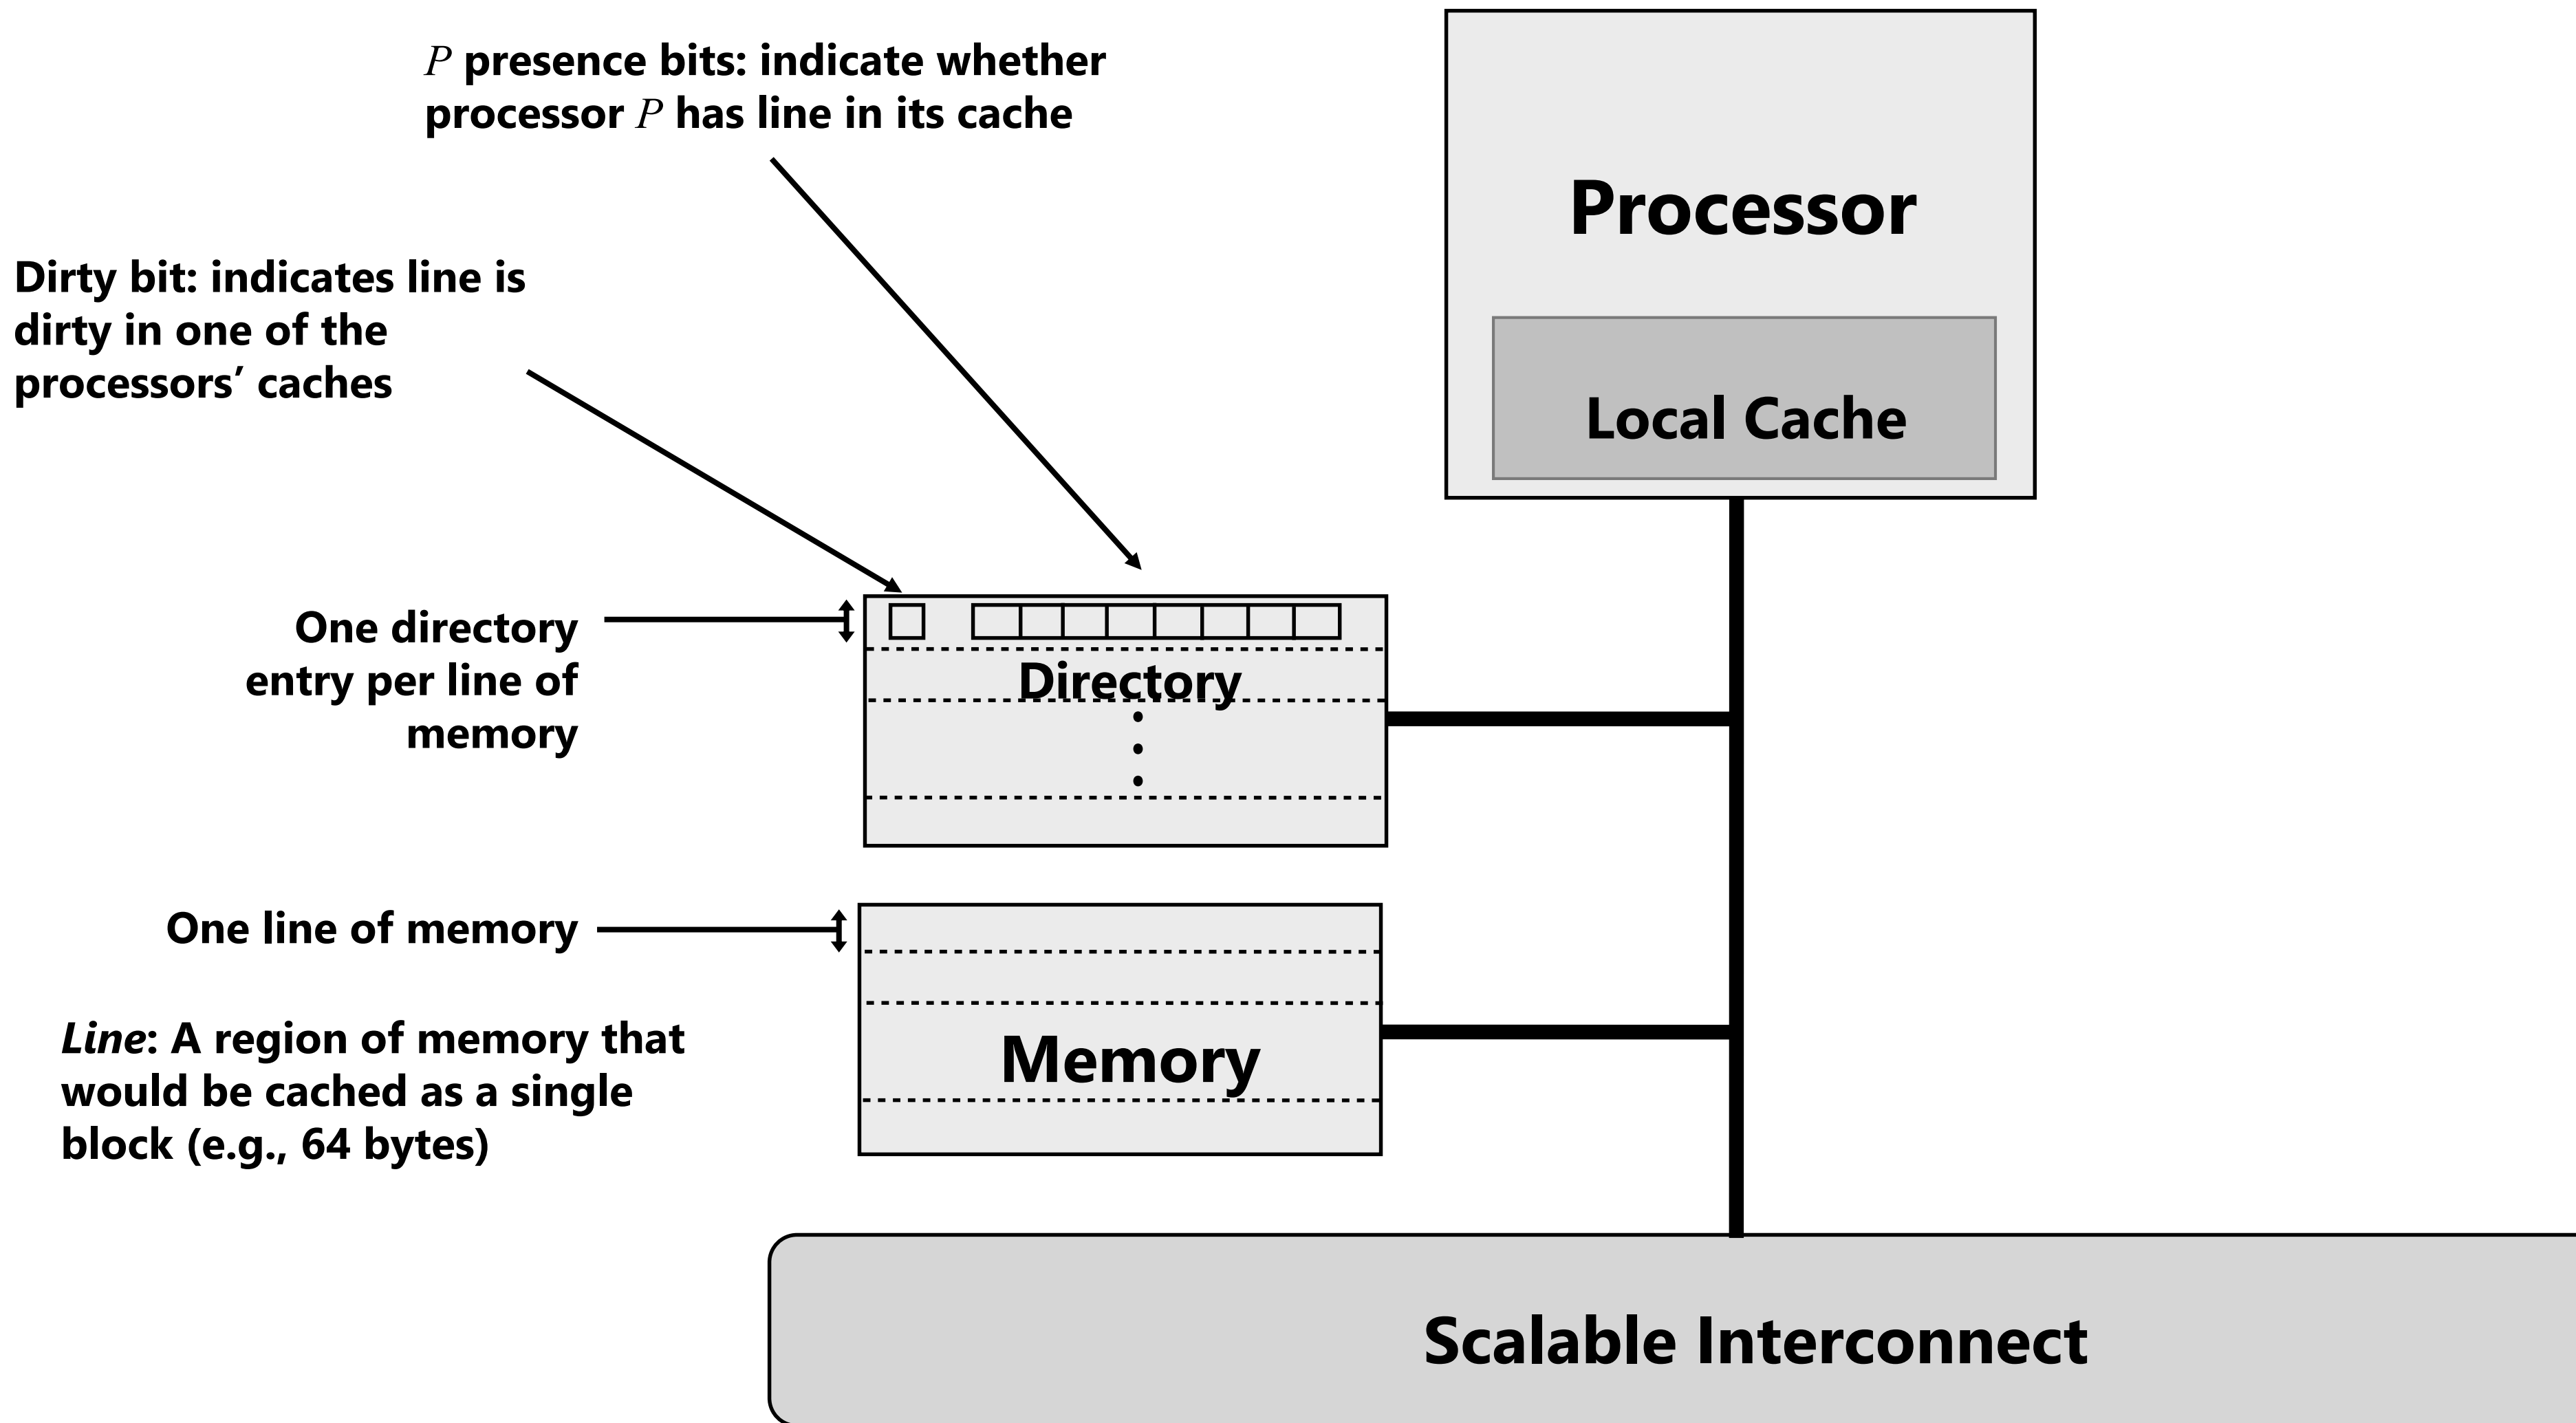 P presence bits: indicate whether
processor P has line in its cache
Processor
Dirty bit: indicates line is
dirty in one of the
processors’ caches
Local Cache
One directory
entry per line of
memory
Directory
One line of memory
Line: A region of memory that
would be cached as a single
block (e.g., 64 bytes)
Memory
Scalable Interconnect